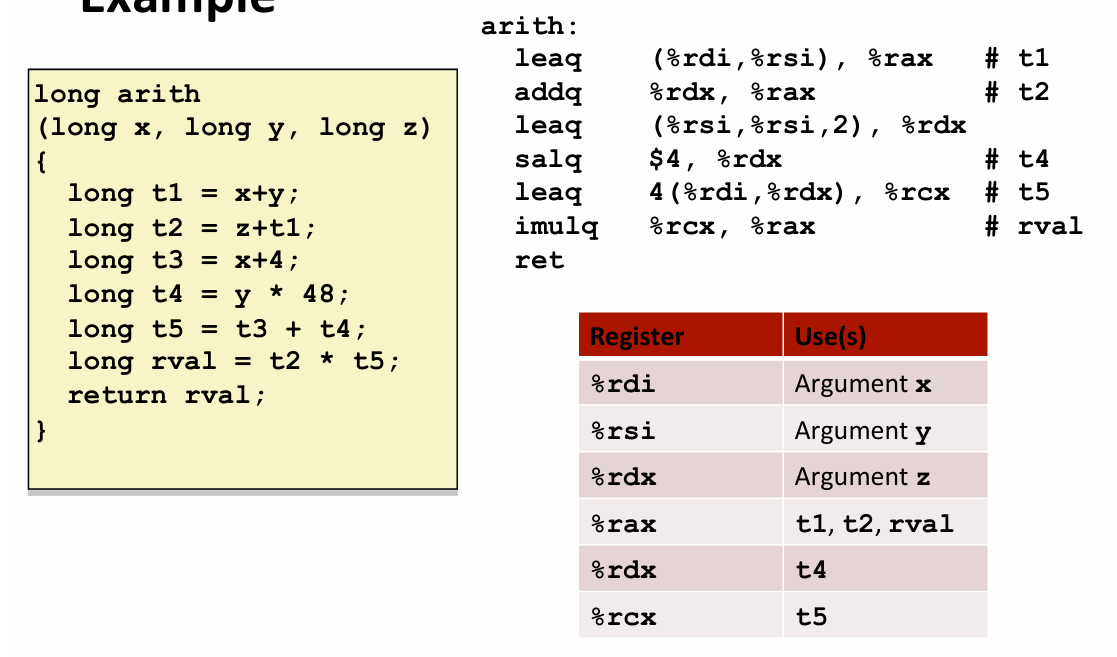 Example
long arith
(long x, long y, long z)
{
  long t1 = x+y;
  long t2 = z+t1;
  long t3 = x+4;
  long t4 = y * 48;
  long t5 = t3 + t4;
  long rval = t2 * t5;
  return rval;
}
arith:
  leaq    (%rdi,%rsi), %rax   # t1
  addq    %rdx, %rax          # t2
  leaq    (%rsi,%rsi,2), %rdx
  salq    $4, %rdx            # t4
  leaq    4(%rdi,%rdx), %rcx  # t5
  imulq   %rcx, %rax          # rval
  ret
Register Use(s)
%rdi Argument x
%rsi Argument y
%rdx Argument z
%rax t1, t2, rval
%rdx t4
%rcx t5